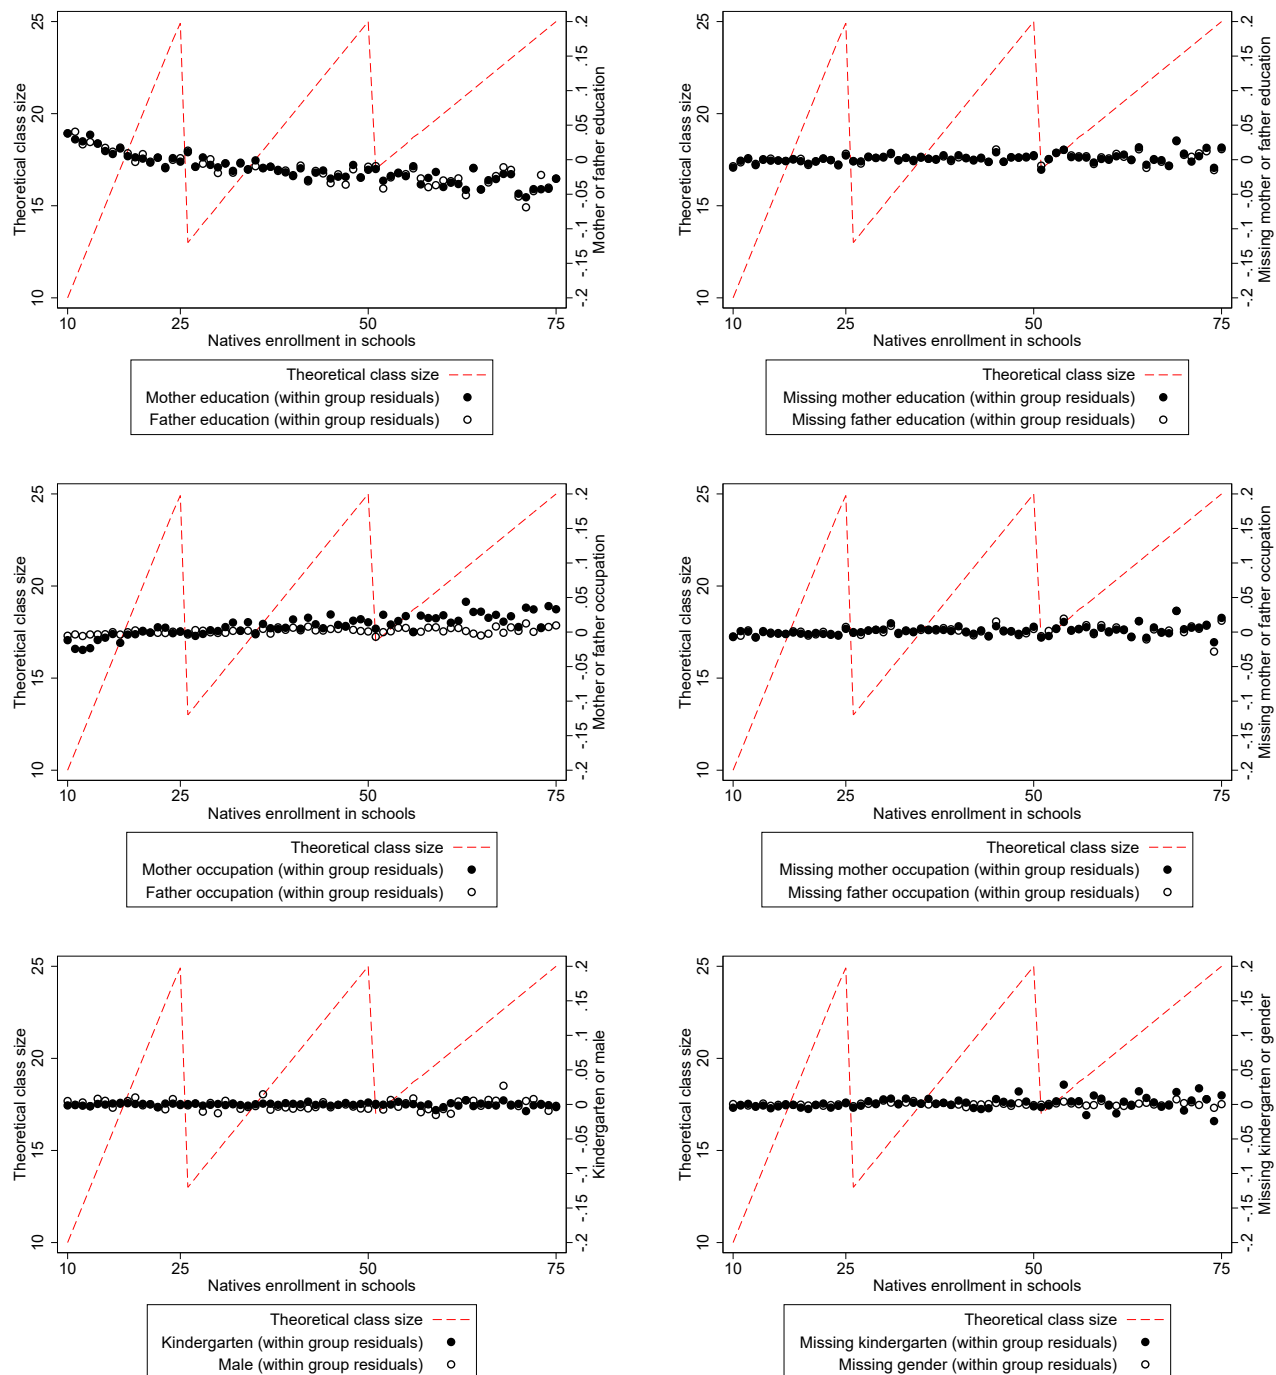 25
20
15
10
Theoretical class size
.2
.15
.1
.05
0
-.05
-.1
-.15
-.2
Mother or father education
10
25
50
75
Natives enrollment in schools
Theoretical class size
Mother education (within group residuals)
Father education (within group residuals)
25
20
15
10
Theoretical class size
.2
.15
.1
.05
0
-.05
-.1
-.15
-.2
Missing mother or father education
10
25
50
75
Natives enrollment in schools
Theoretical class size
Missing mother education (within group residuals)
Missing father education (within group residuals)
25
20
15
10
Theoretical class size
.2
.15
.1
.05
0
-.05
-.1
-.15
-.2
Mother or father occupation
10
25
50
75
Natives enrollment in schools
Theoretical class size
Mother occupation (within group residuals)
Father occupation (within group residuals)
25
20
15
10
Theoretical class size
.2
.15
.1
.05
0
-.05
-.1
-.15
-.2
Missing mother or father occupation
10
25
50
75
Natives enrollment in schools
Theoretical class size
Missing mother occupation (within group residuals)
Missing father occupation (within group residuals)
25
20
15
10
Theoretical class size
.2
.15
.1
.05
0
-.05
-.1
-.15
-.2
Kindergarten or male
10
25
50
75
Natives enrollment in schools
Theoretical class size
Kindergarten (within group residuals)
Male (within group residuals)
25
20
15
10
Theoretical class size
.2
.15
.1
.05
0
-.05
-.1
-.15
-.2
Missing kindergarten or gender
10
25
50
75
Natives enrollment in schools
Theoretical class size
Missing kindergarten (within group residuals)
Missing gender (within group residuals)